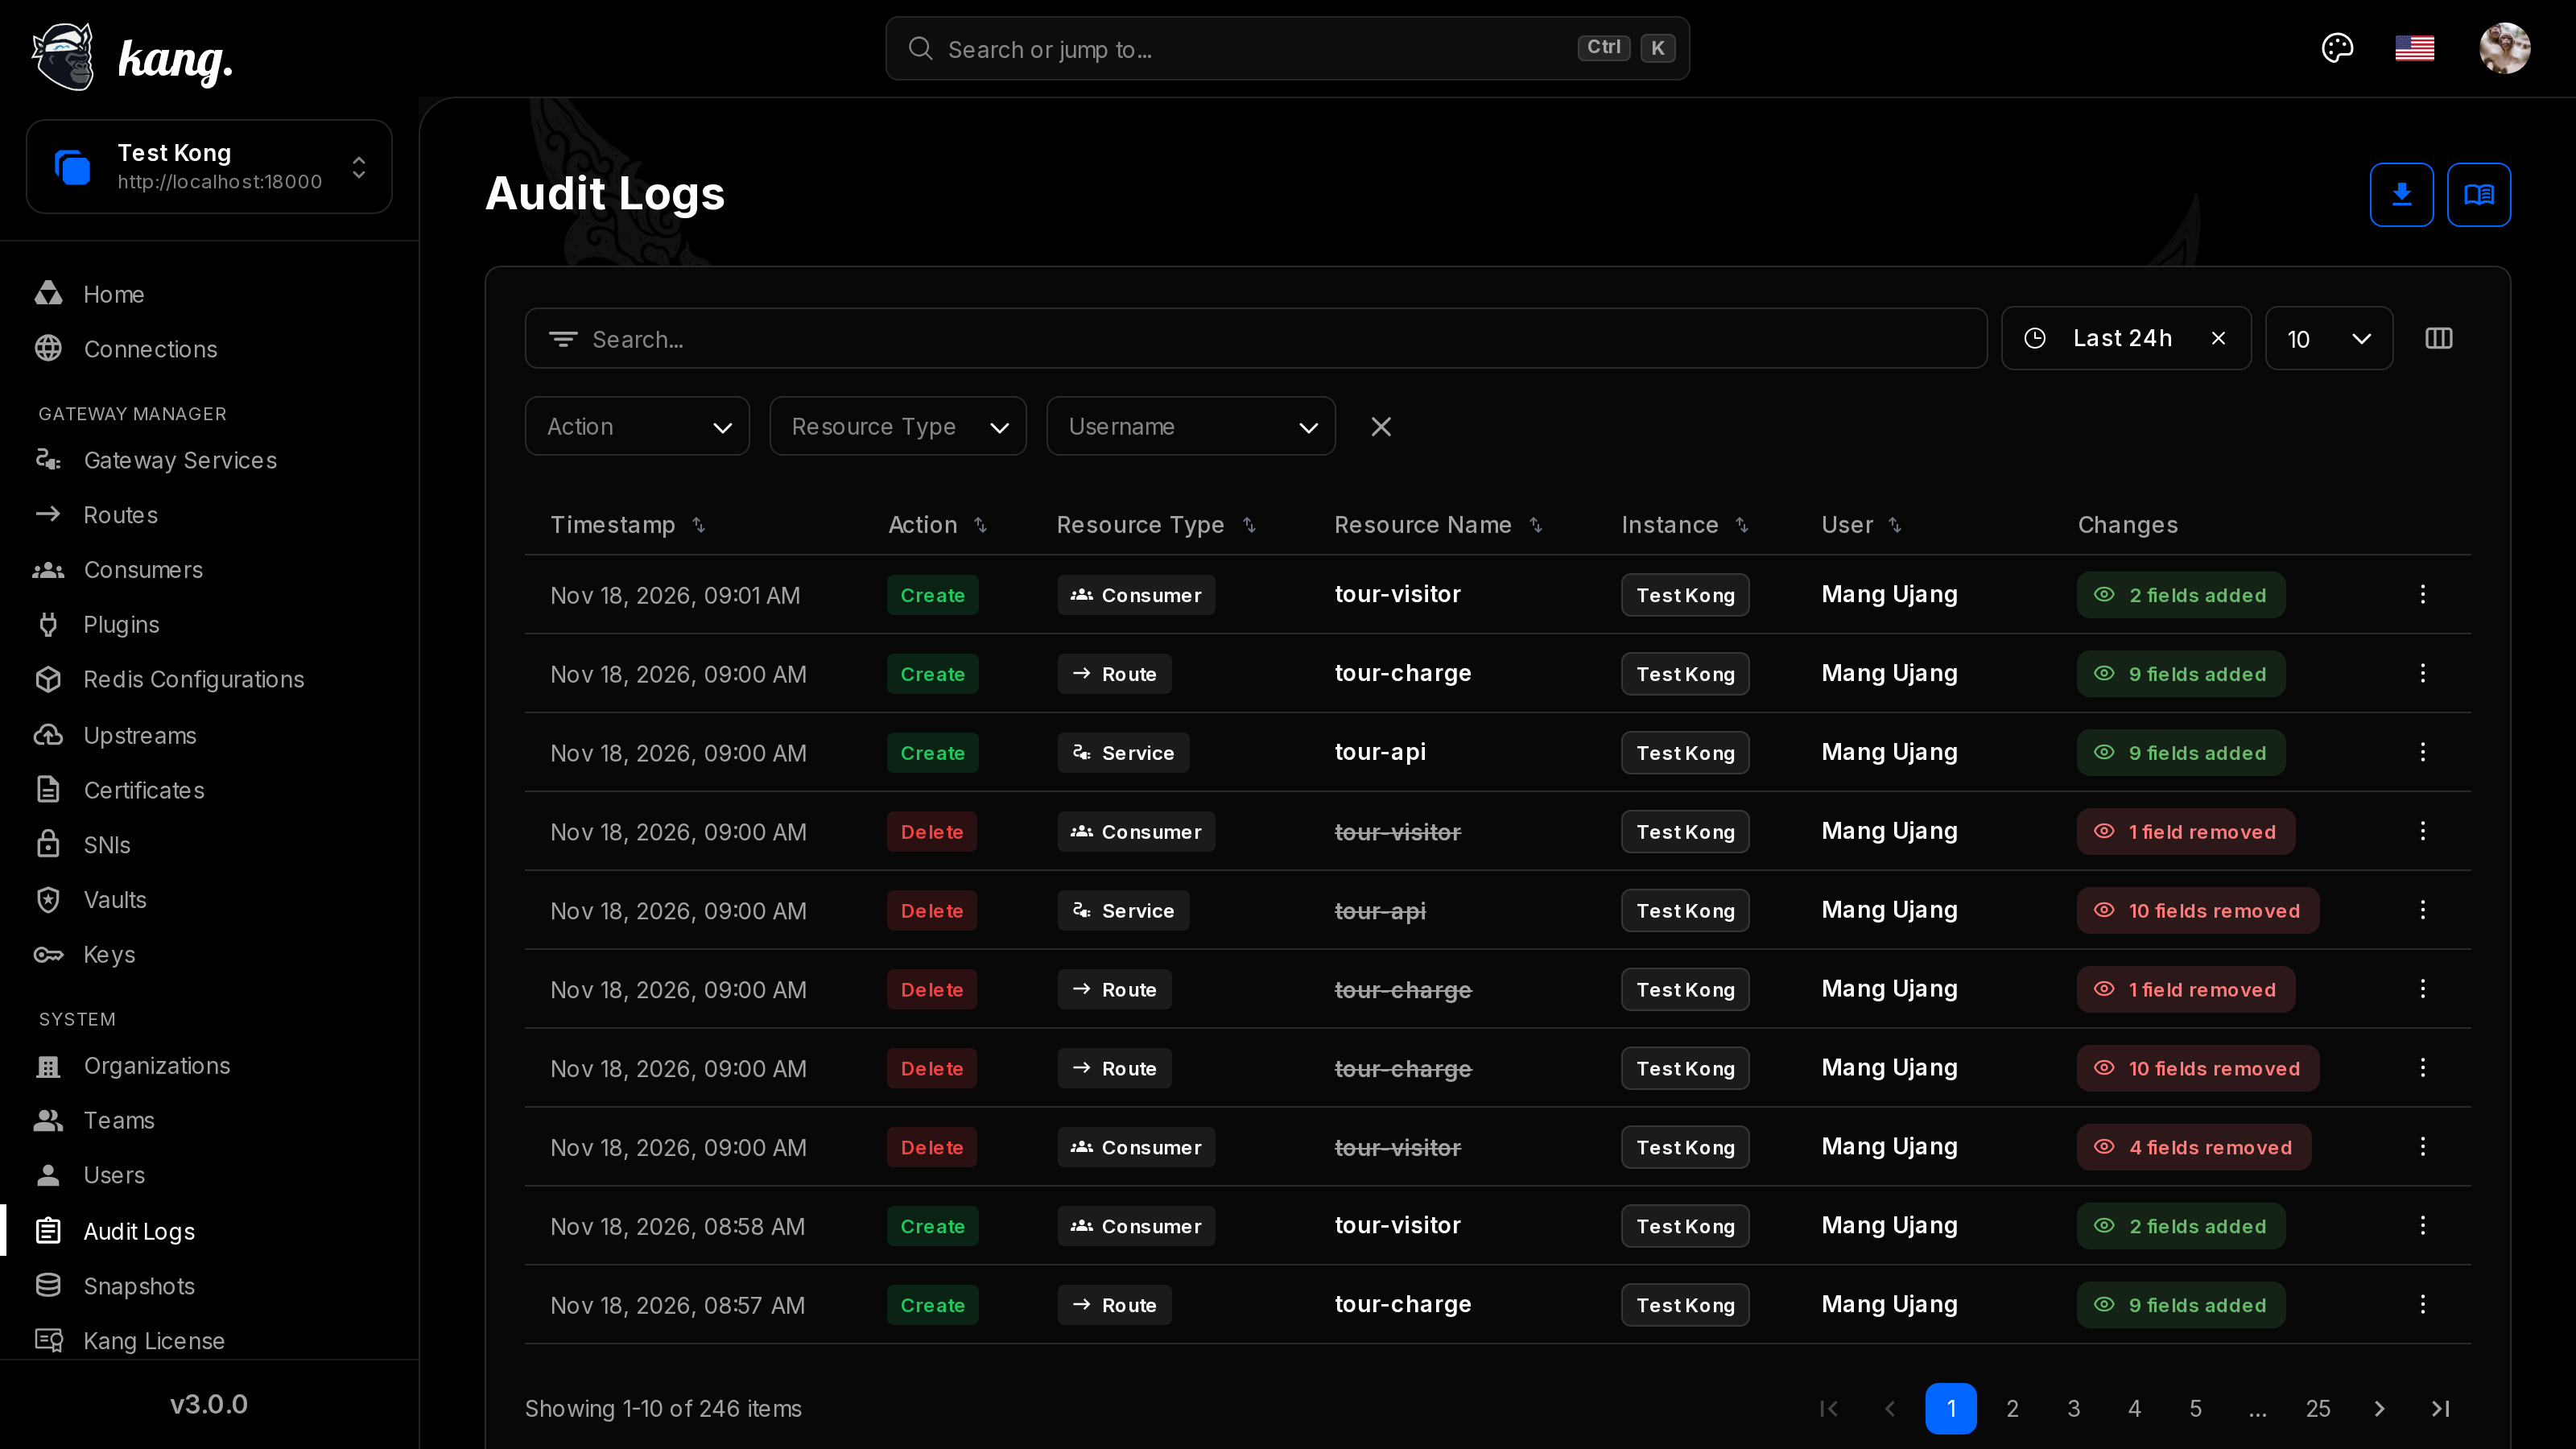 kang.
Search or jump to...
Ctrl K
Test Kong
http://localhost:18000
Home
Connections
GATEWAY MANAGER
Gateway Services
Routes
Consumers
Plugins
Redis Configurations
Upstreams
Certificates
SNIs
Vaults
Keys
SYSTEM
Organizations
Teams
Users
Audit Logs
Snapshots
Kang License
v3.0.0
Audit Logs
Search...
Last 24h
10
Action
Resource Type
Username
Timestamp Action Resource Type Resource Name Instance User Changes
Nov 18, 2026, 09:01 AM Create Consumer tour-visitor Test Kong Mang Ujang 2 fields added
Nov 18, 2026, 09:00 AM Create Route tour-charge Test Kong Mang Ujang 9 fields added
Nov 18, 2026, 09:00 AM Create Service tour-api Test Kong Mang Ujang 9 fields added
Nov 18, 2026, 09:00 AM Delete Consumer tour-visitor Test Kong Mang Ujang 1 field removed
Nov 18, 2026, 09:00 AM Delete Service tour-api Test Kong Mang Ujang 10 fields removed
Nov 18, 2026, 09:00 AM Delete Route tour-charge Test Kong Mang Ujang 1 field removed
Nov 18, 2026, 09:00 AM Delete Route tour-charge Test Kong Mang Ujang 10 fields removed
Nov 18, 2026, 09:00 AM Delete Consumer tour-visitor Test Kong Mang Ujang 4 fields removed
Nov 18, 2026, 08:58 AM Create Consumer tour-visitor Test Kong Mang Ujang 2 fields added
Nov 18, 2026, 08:57 AM Create Route tour-charge Test Kong Mang Ujang 9 fields added
Showing 1-10 of 246 items
1 2 3 4 5 ... 25